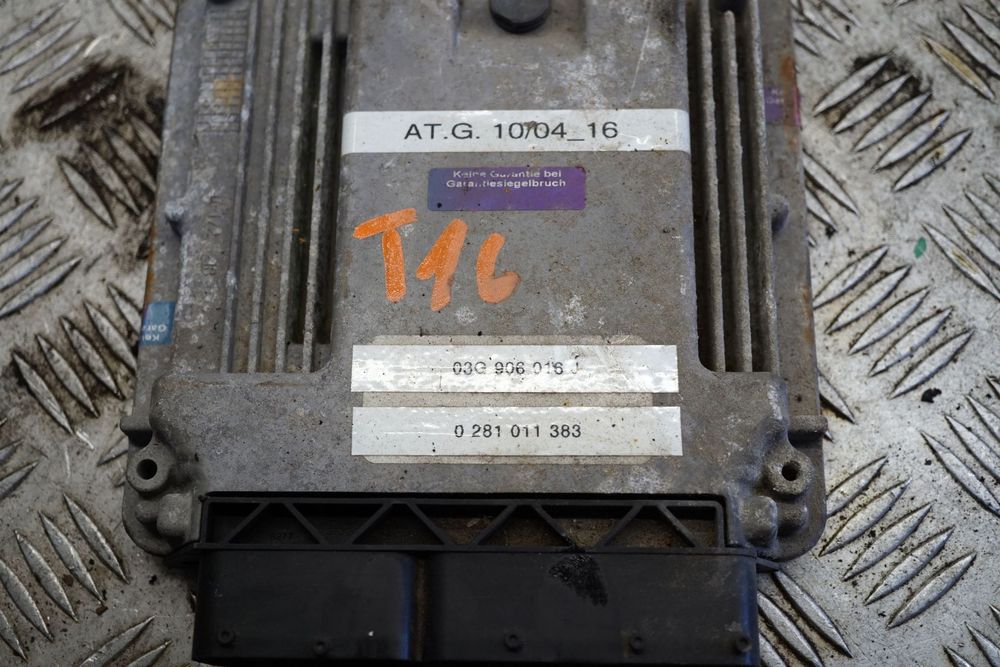 AT.G. 10/04_16
Keine Garantie bei
Garantiesiegelbruch
T16
03G 906 016 J
0 281 011 383